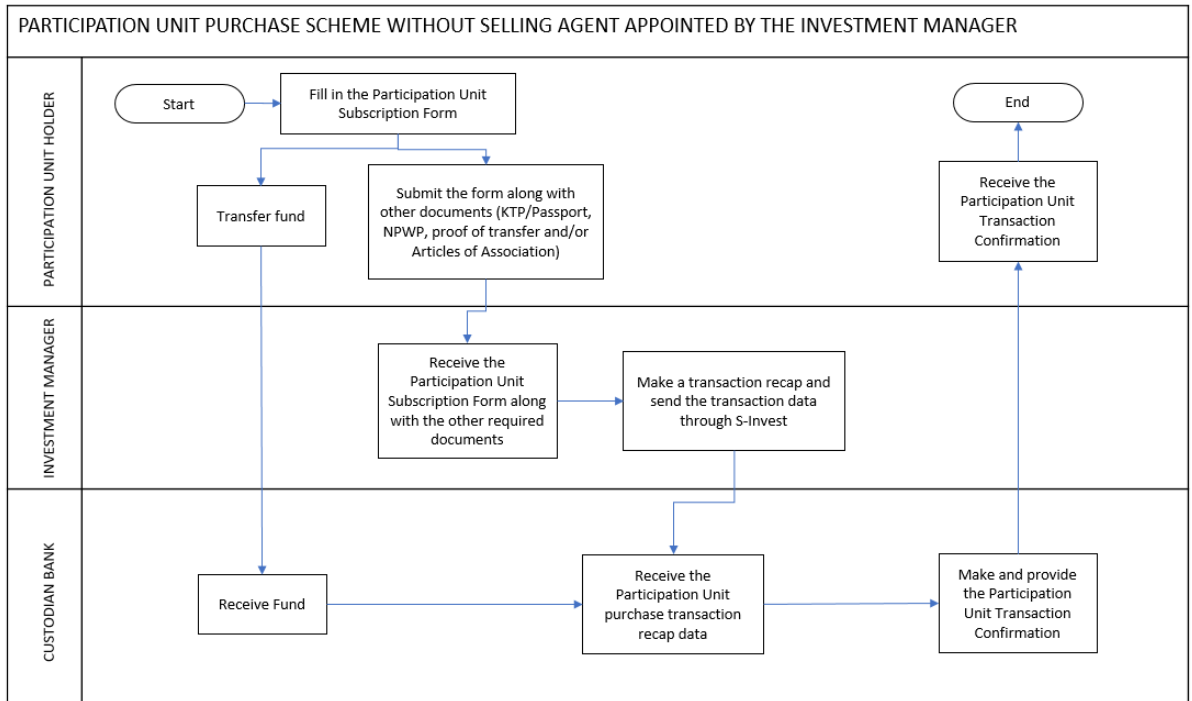 PARTICIPATION UNIT PURCHASE SCHEME WITHOUT SELLING AGENT APPOINTED BY THE INVESTMENT MANAGER
PARTICIPATION UNIT HOLDER
Start
Fill in the Participation Unit
Subscription Form
End
Transfer fund
Submit the form along with
other documents (KTP/Passport,
NPWP, proof of transfer and/or
Articles of Association)
Receive the
Participation Unit
Transaction
Confirmation
INVESTMENT MANAGER
Receive the
Participation Unit
Subscription Form along
with the other required
documents
Make a transaction recap and
send the transaction data
through S-Invest
CUSTODIAN BANK
Receive Fund
Receive the
Participation Unit
purchase transaction
recap data
Make and provide
the Participation
Unit Transaction
Confirmation